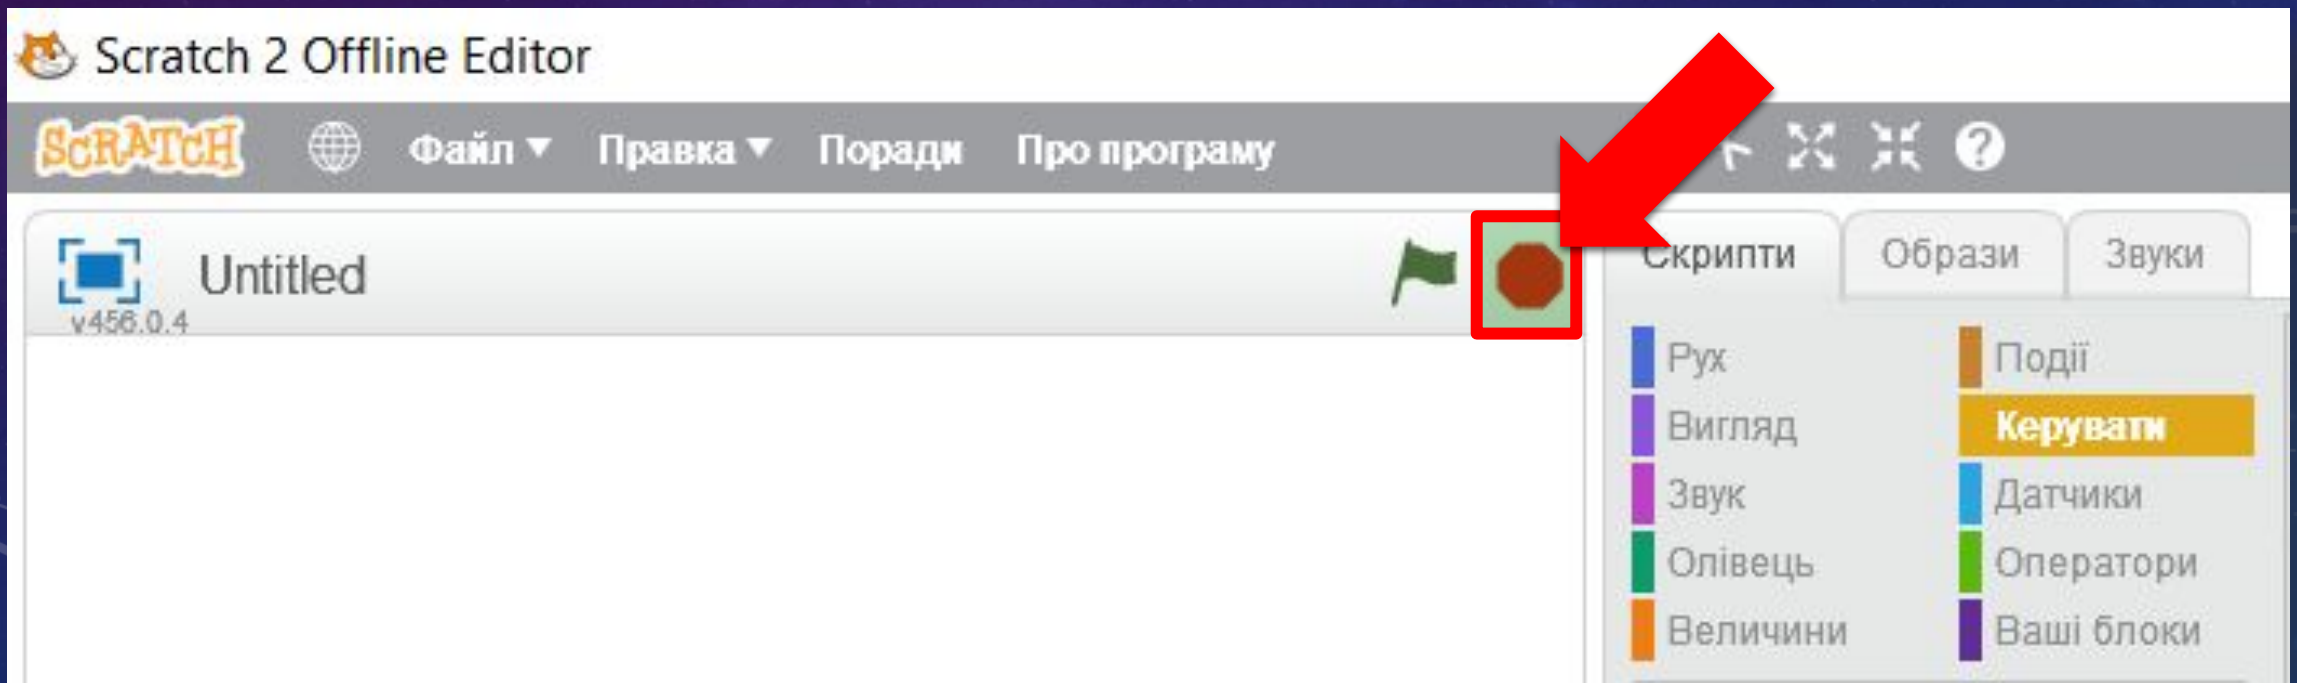 Scratch 2 Offline Editor
SCRATCH Файл Правка Поради Про програму
Untitled
v456.0.4
Скрипти Образи Звуки
Рух Події
Вигляд Керувати
Звук Датчики
Олівець Оператори
Величини Ваші блоки